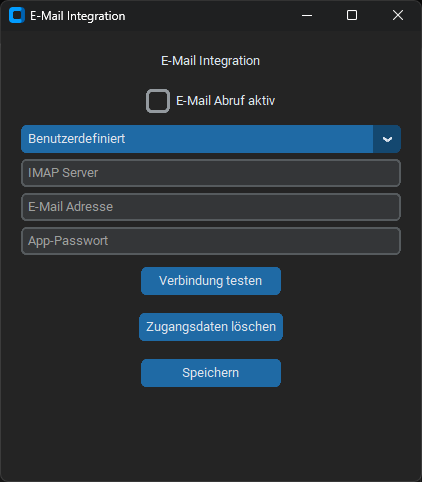 E-Mail Integration
E-Mail Integration
E-Mail Abruf aktiv
Benutzerdefiniert
IMAP Server
E-Mail Adresse
App-Passwort
Verbindung testen
Zugangsdaten löschen
Speichern